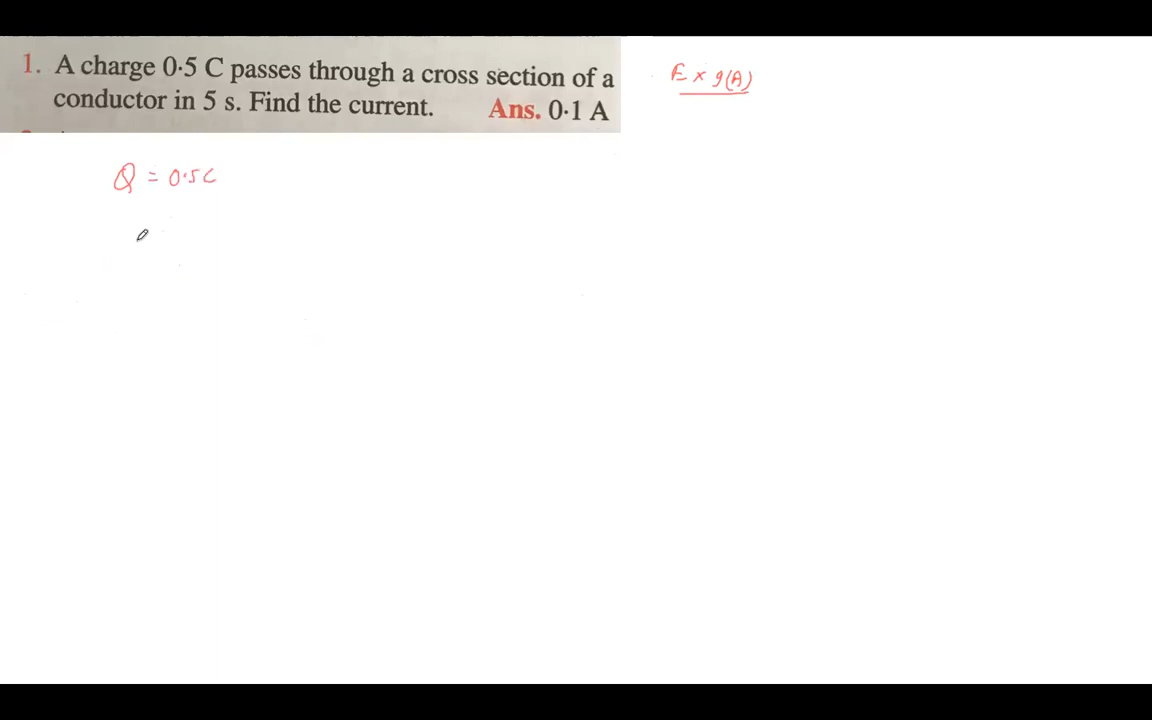 1. A charge 0·5 C passes through a cross section of a
conductor in 5 s. Find the current. Ans. 0·1 A
Ex 9(A)
Q = 0.5C